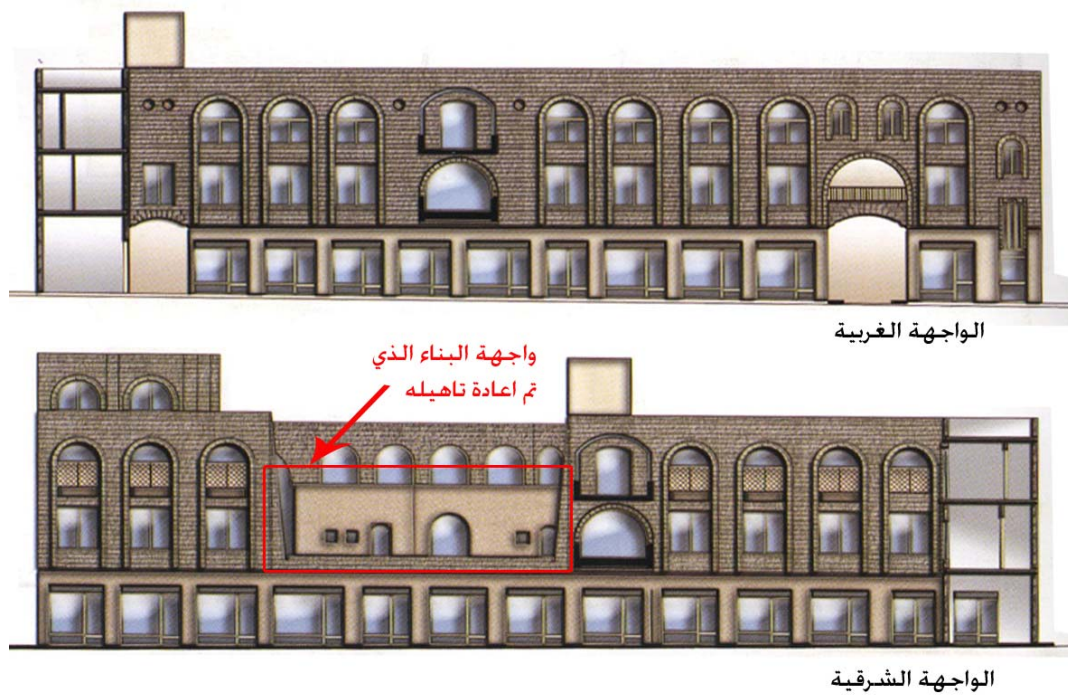 الواجهة الغربية
واجهة البناء الذي
تم اعادة تاهيله
الواجهة الشرقية